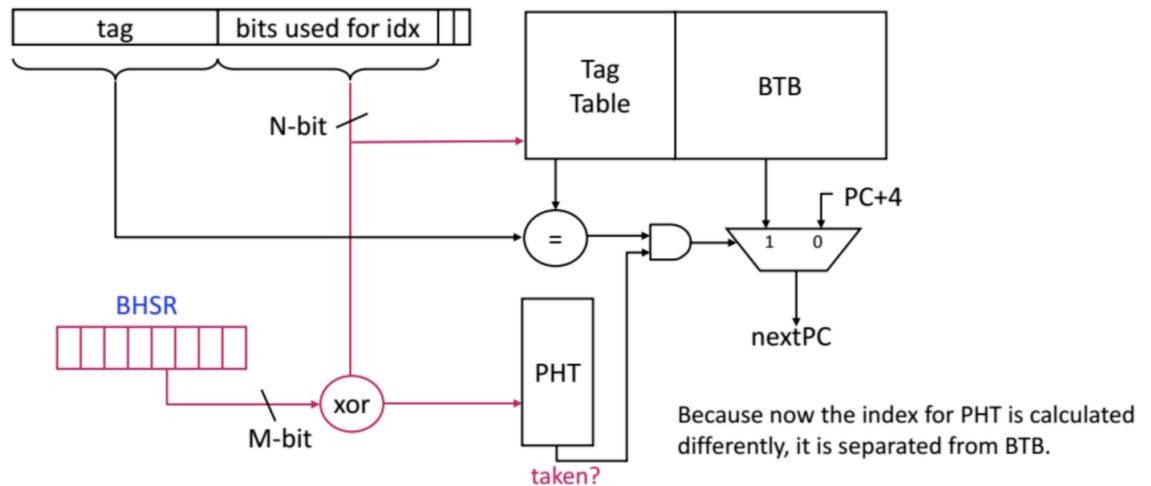 tag
bits used for idx
Tag
Table
BTB
N-bit
PC+4
=
1
0
BHSR
nextPC
PHT
xor
M-bit
taken?
Because now the index for PHT is calculated
differently, it is separated from BTB.